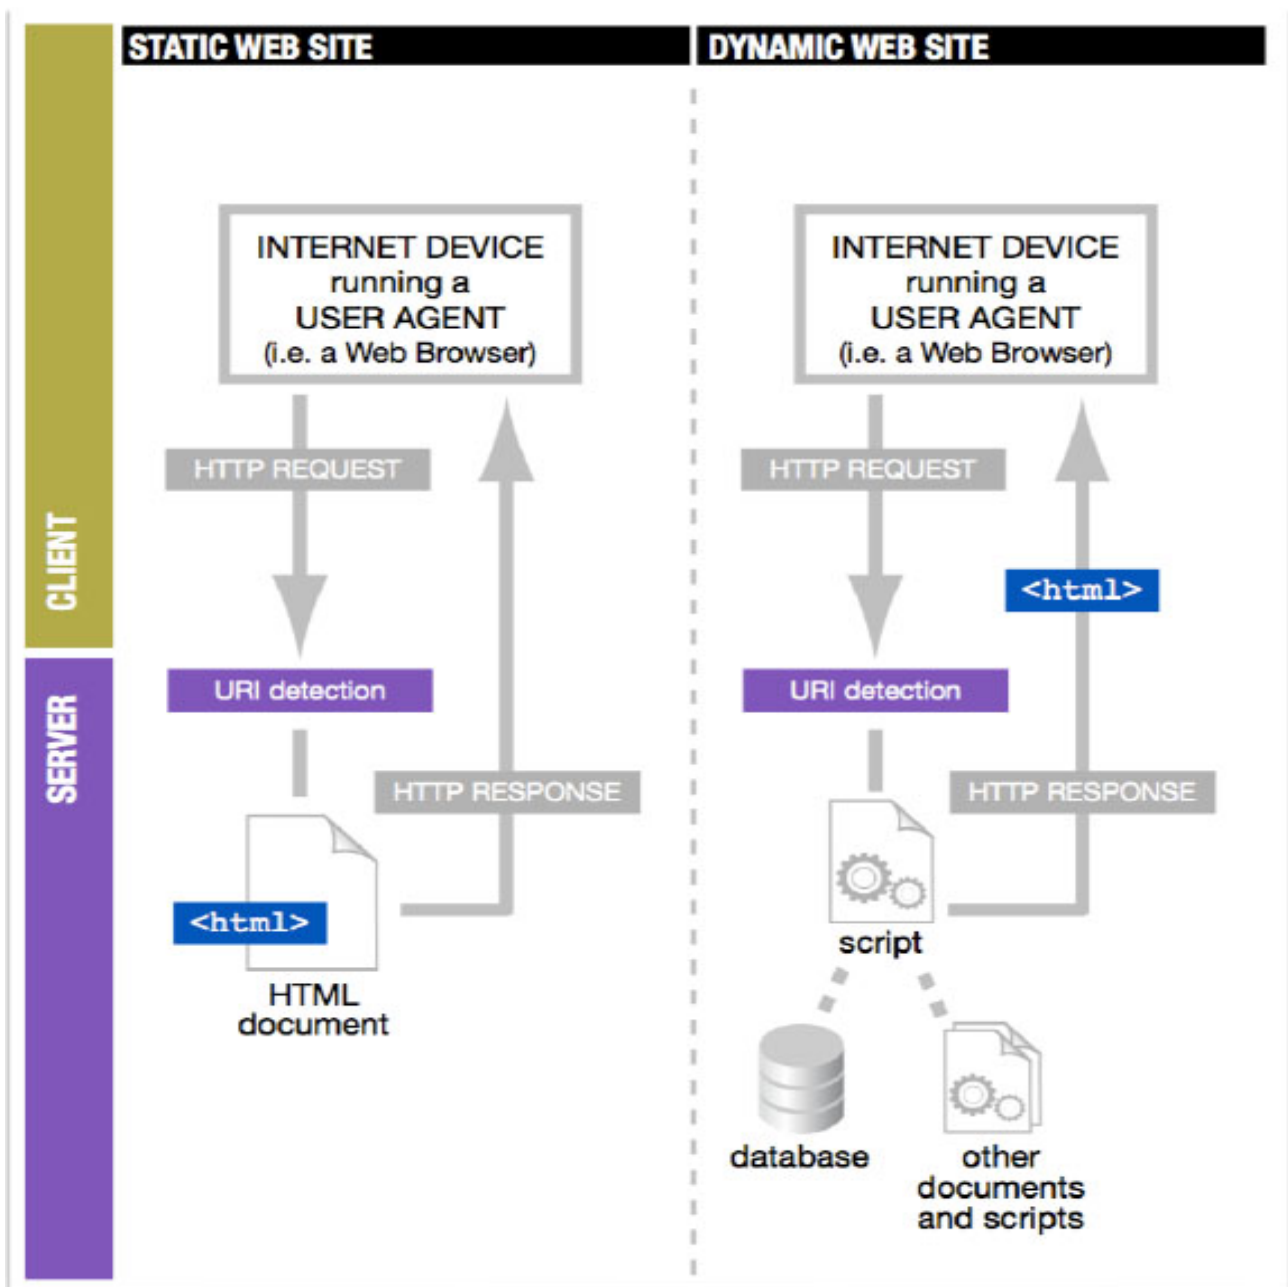 STATIC WEB SITE
DYNAMIC WEB SITE
CLIENT
SERVER
INTERNET DEVICE
running a
USER AGENT
(i.e. a Web Browser)
HTTP REQUEST
URI detection
HTTP RESPONSE
<html>
HTML
document
INTERNET DEVICE
running a
USER AGENT
(i.e. a Web Browser)
HTTP REQUEST
<html>
URI detection
HTTP RESPONSE
script
database
other
documents
and scripts